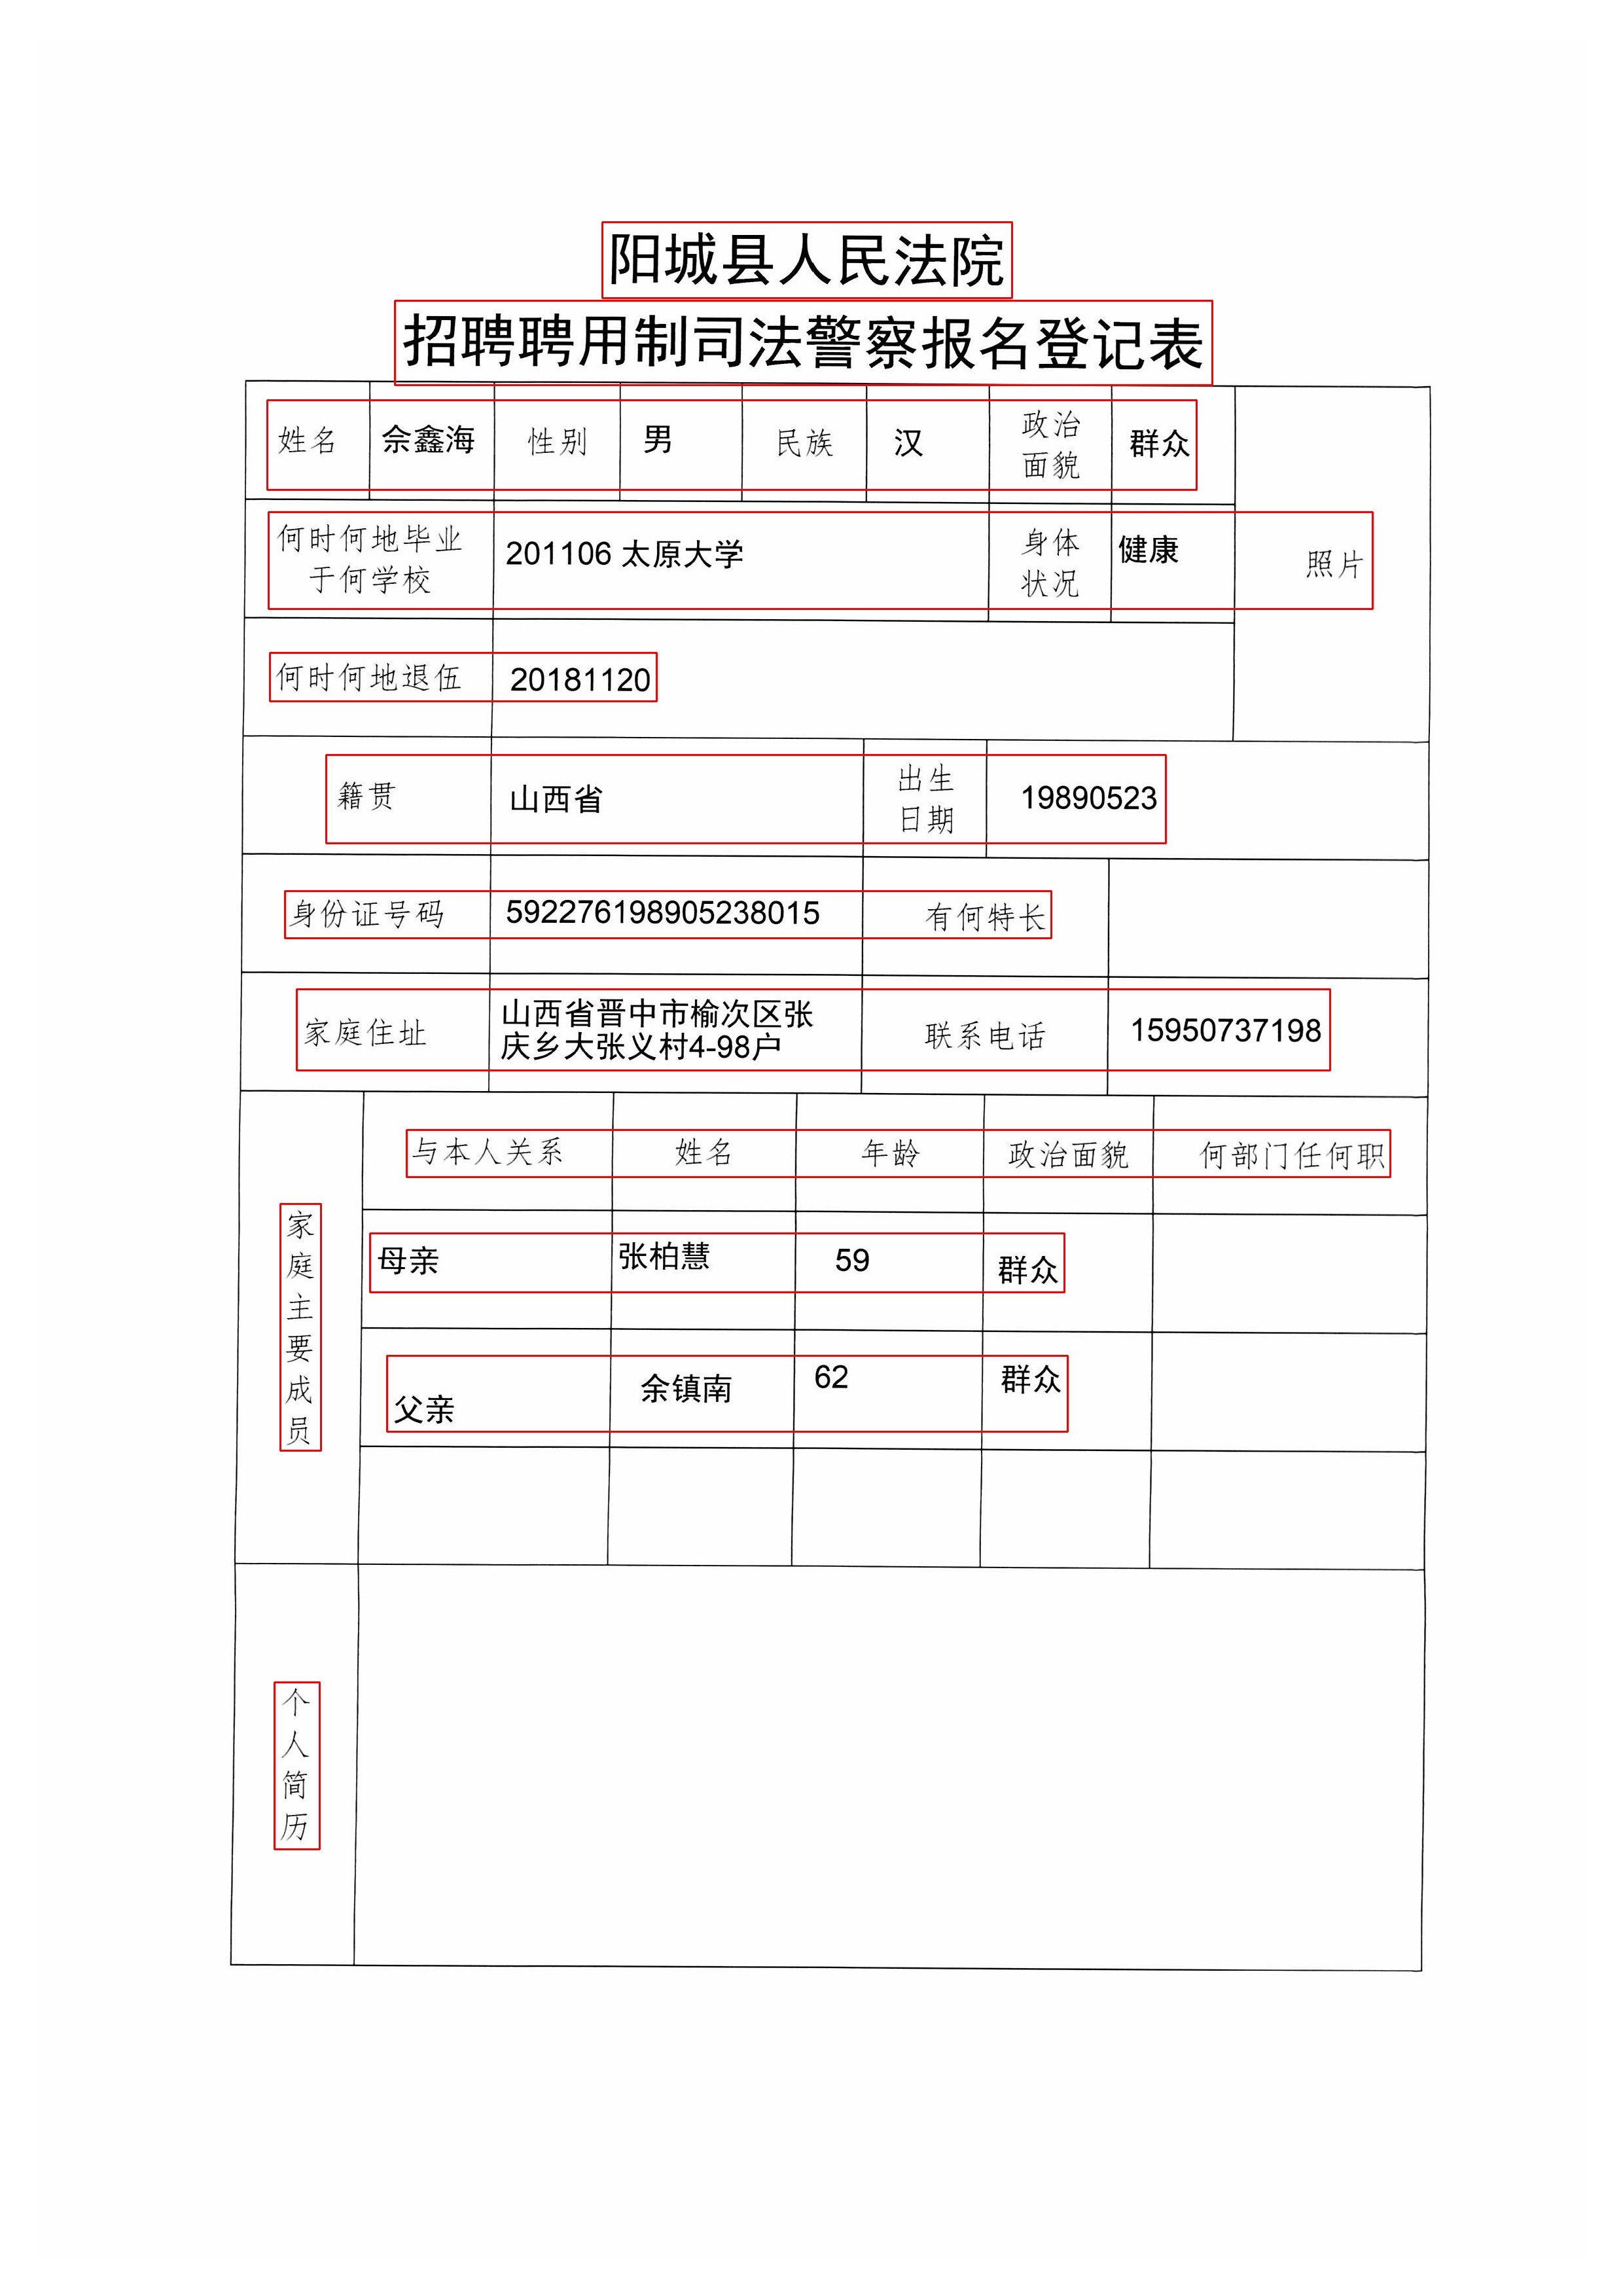 阳城县人民法院
招聘聘用制司法警察报名登记表
姓名 佘鑫海 性别 男 民族 汉 政治面貌 群众
何时何地毕业于何学校 201106 太原大学 身体状况 健康 照片
何时何地退伍 20181120
籍贯 山西省 出生日期 19890523
身份证号码 592276198905238015 有何特长
家庭住址 山西省晋中市榆次区张庆乡大张义村4-98户 联系电话 15950737198
家庭主要成员
与本人关系 姓名 年龄 政治面貌 何部门任何职
母亲 张柏慧 59 群众
父亲 余镇南 62 群众
个人简历